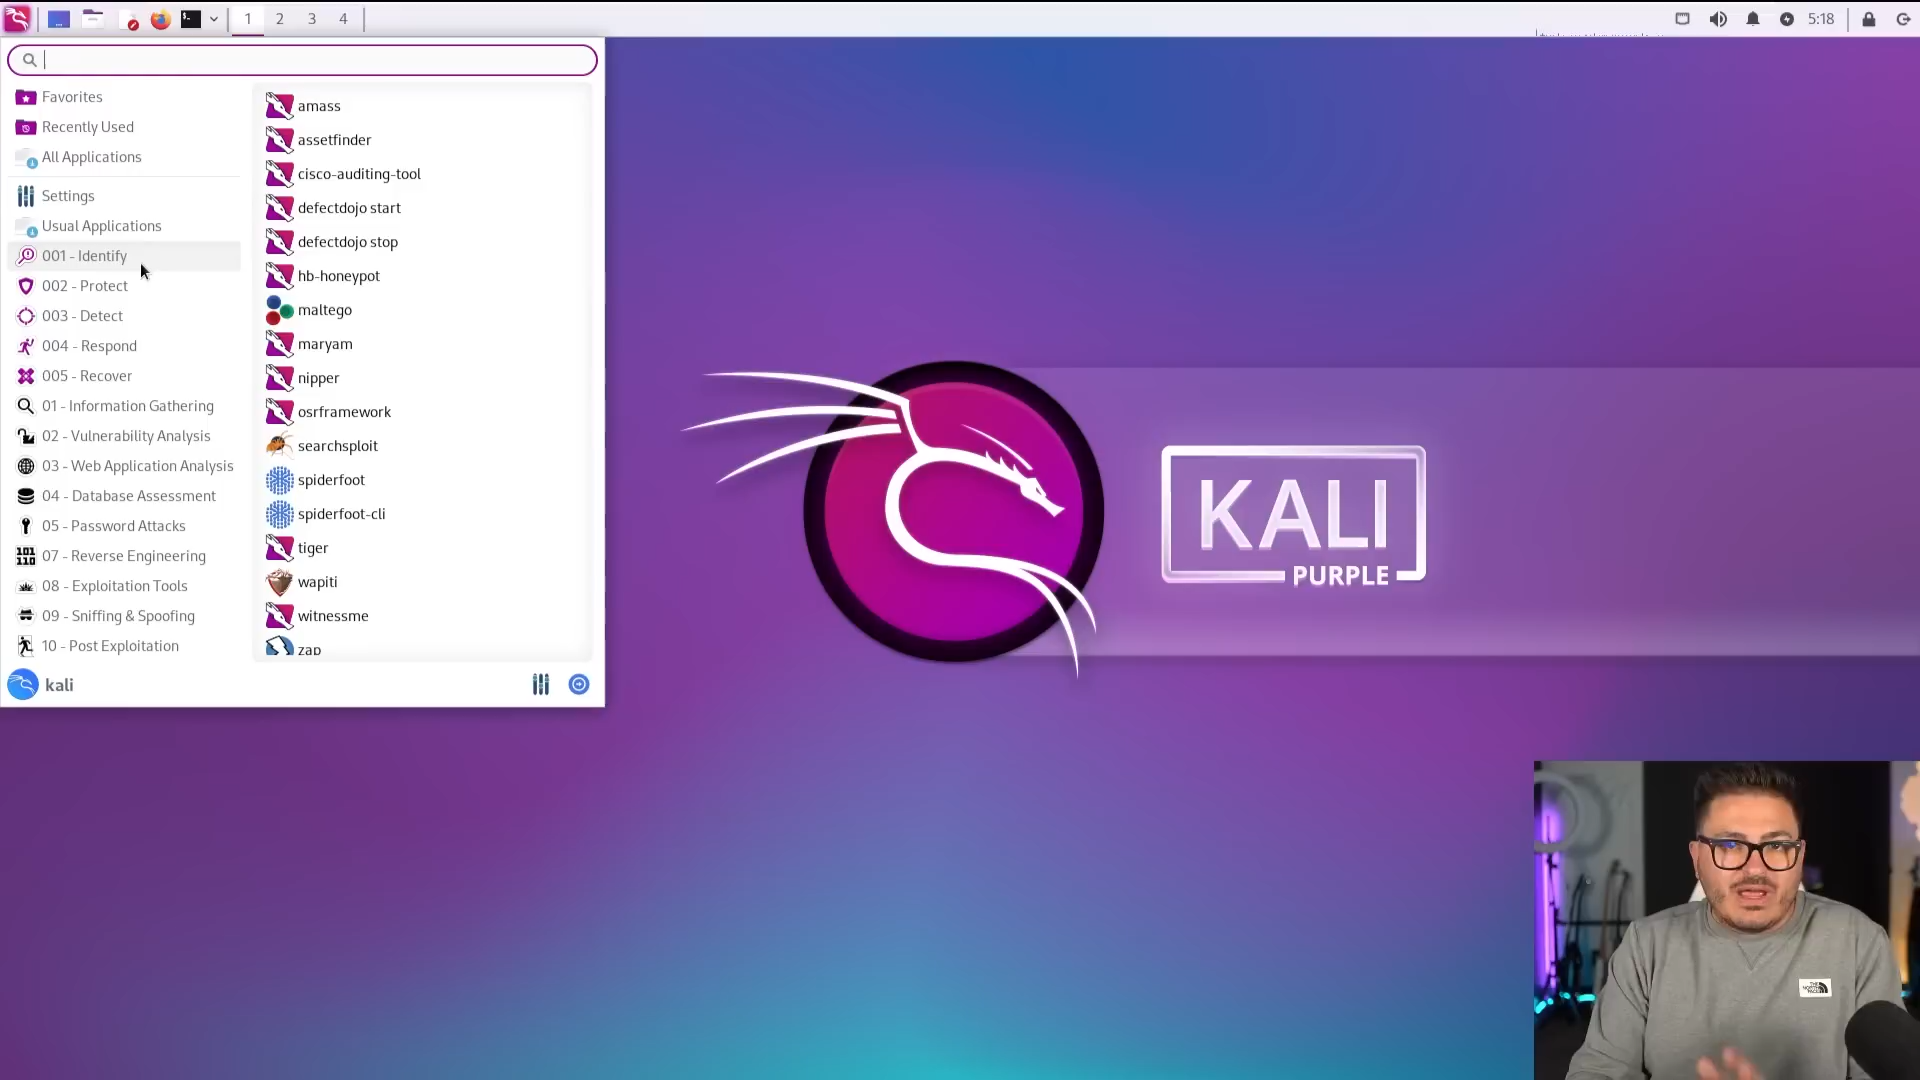 1 2 3 4
5:18
Favorites
Recently Used
All Applications
Settings
Usual Applications
001 - Identify
002 - Protect
003 - Detect
004 - Respond
005 - Recover
01 - Information Gathering
02 - Vulnerability Analysis
03 - Web Application Analysis
04 - Database Assessment
05 - Password Attacks
07 - Reverse Engineering
08 - Exploitation Tools
09 - Sniffing & Spoofing
10 - Post Exploitation
amass
assetfinder
cisco-auditing-tool
defectdojo start
defectdojo stop
hb-honeypot
maltego
maryam
nipper
osrframework
searchsploit
spiderfoot
spiderfoot-cli
tiger
wapiti
witnessme
zap
kali
KALI
PURPLE